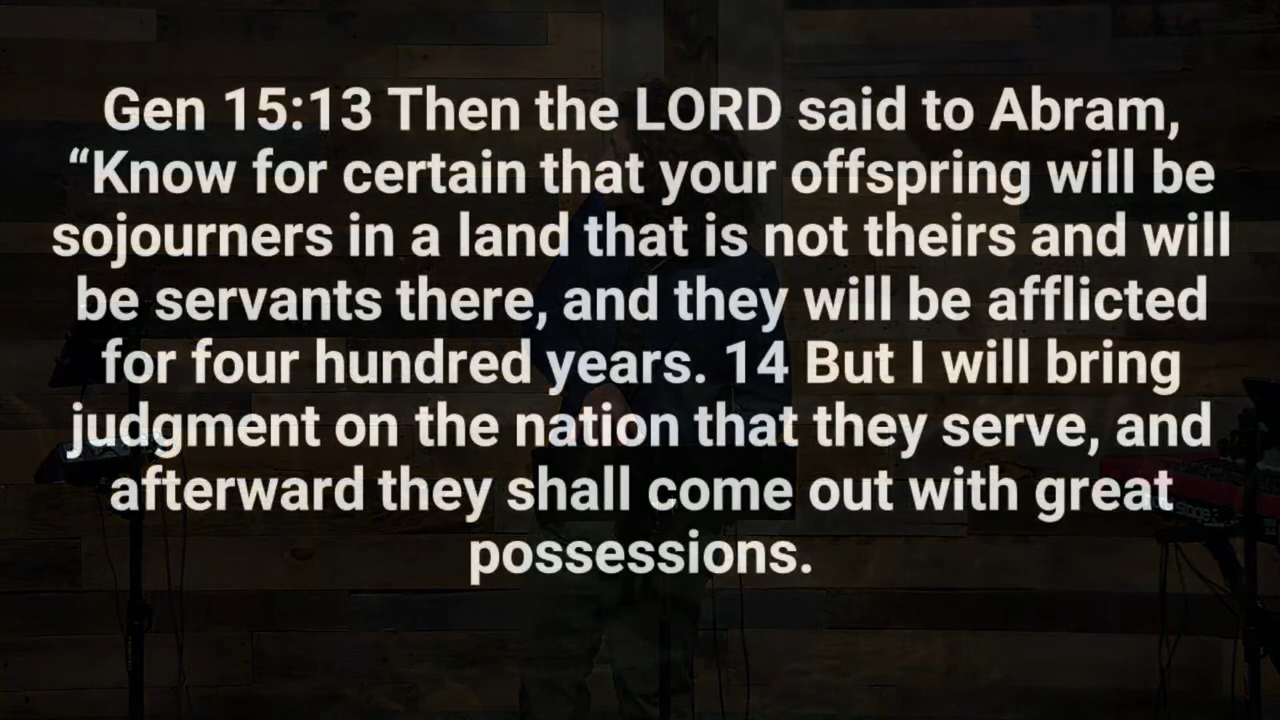 Gen 15:13 Then the LORD said to Abram,
“Know for certain that your offspring will be
sojourners in a land that is not theirs and will
be servants there, and they will be afflicted
for four hundred years. 14 But I will bring
judgment on the nation that they serve, and
afterward they shall come out with great
possessions.
stage 3